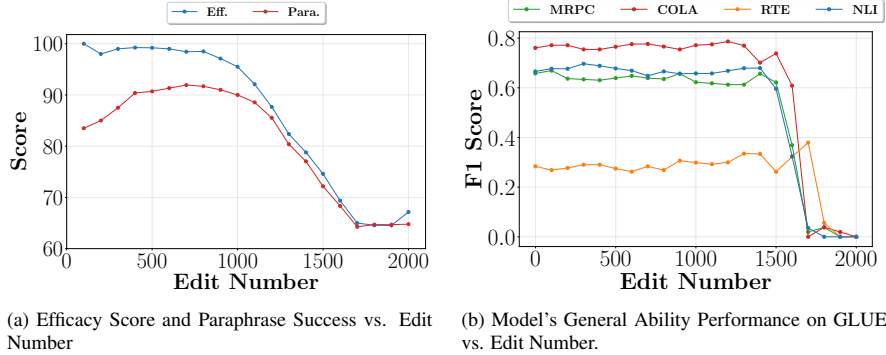 Eff. Para.
100
90
80
70
60
Score
0 500 1000 1500 2000
Edit Number
(a) Efficacy Score and Paraphrase Success vs. Edit
Number
MRPC COLA RTE NLI
0.8
0.6
0.4
0.2
0.0
F1 Score
0 500 1000 1500 2000
Edit Number
(b) Model's General Ability Performance on GLUE
vs. Edit Number.